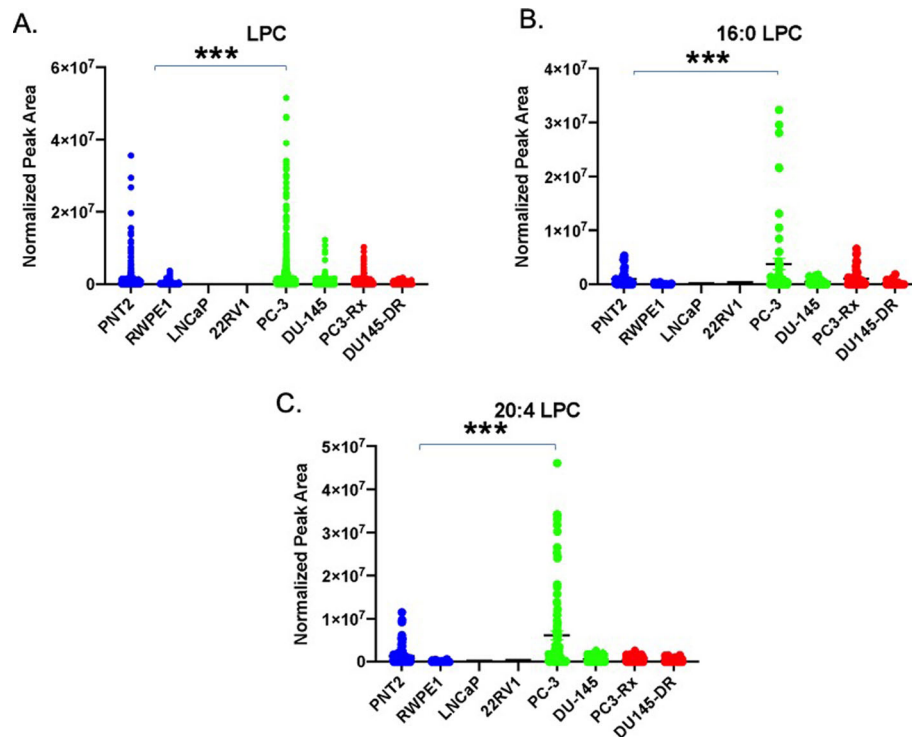 A.
LPC
***
Normalized Peak Area
6×10⁷
4×10⁷
2×10⁷
0
PNT2
RWPE1
LNCaP
22RV1
PC-3
DU-145
PC3-Rx
DU145-DR
B.
16:0 LPC
***
Normalized Peak Area
4×10⁷
3×10⁷
2×10⁷
1×10⁷
0
PNT2
RWPE1
LNCaP
22RV1
PC-3
DU-145
PC3-Rx
DU145-DR
C.
20:4 LPC
***
Normalized Peak Area
5×10⁷
4×10⁷
3×10⁷
2×10⁷
1×10⁷
0
PNT2
RWPE1
LNCaP
22RV1
PC-3
DU-145
PC3-Rx
DU145-DR